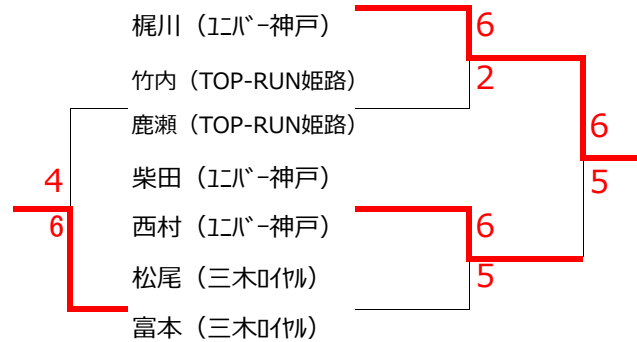 梶川（ﾕﾆﾊﾞｰ神戸） 6
竹内（TOP-RUN姫路） 2
鹿瀬（TOP-RUN姫路） 6
4 柴田（ﾕﾆﾊﾞｰ神戸） 5
6 西村（ﾕﾆﾊﾞｰ神戸） 6
松尾（三木ﾛｲﾔﾙ） 5
富本（三木ﾛｲﾔﾙ）